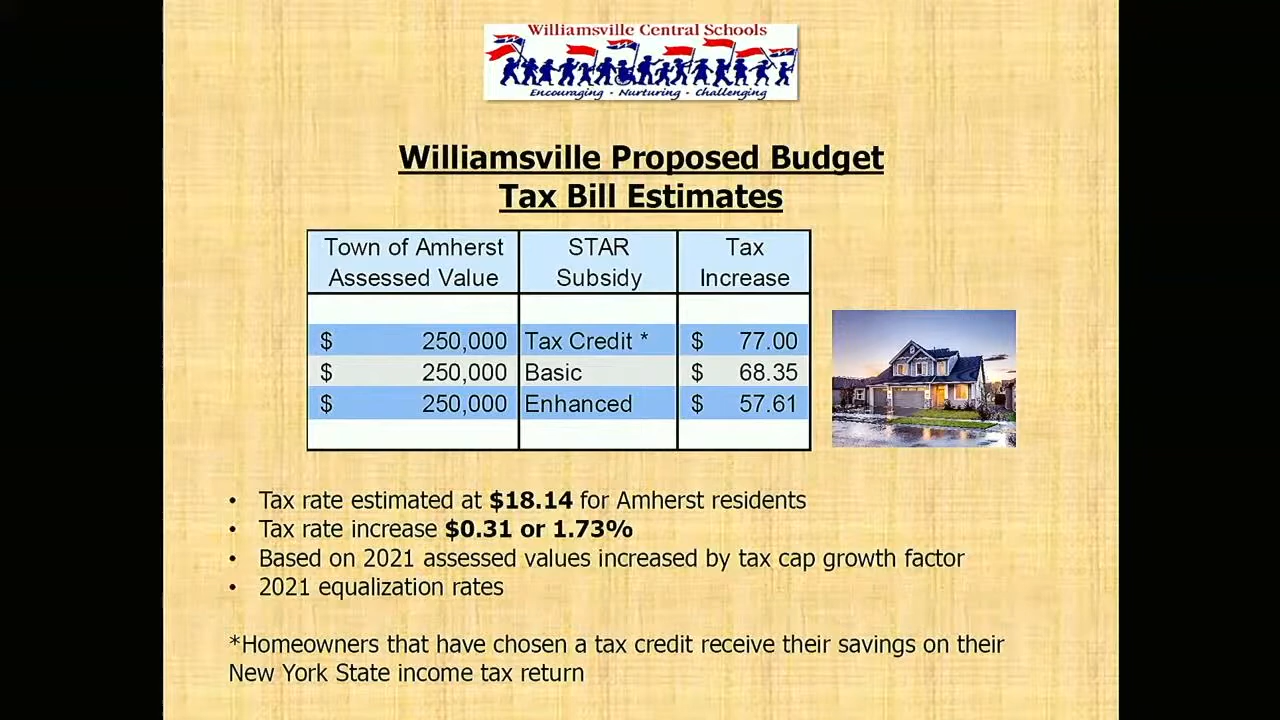 Williamsville Central Schools
Encouraging - Nurturing - Challenging
Williamsville Proposed Budget
Tax Bill Estimates
Town of Amherst STAR Tax
Assessed Value Subsidy Increase
$ 250,000 Tax Credit * $ 77.00
$ 250,000 Basic $ 68.35
$ 250,000 Enhanced $ 57.61
• Tax rate estimated at $18.14 for Amherst residents
• Tax rate increase $0.31 or 1.73%
• Based on 2021 assessed values increased by tax cap growth factor
• 2021 equalization rates
*Homeowners that have chosen a tax credit receive their savings on their
New York State income tax return